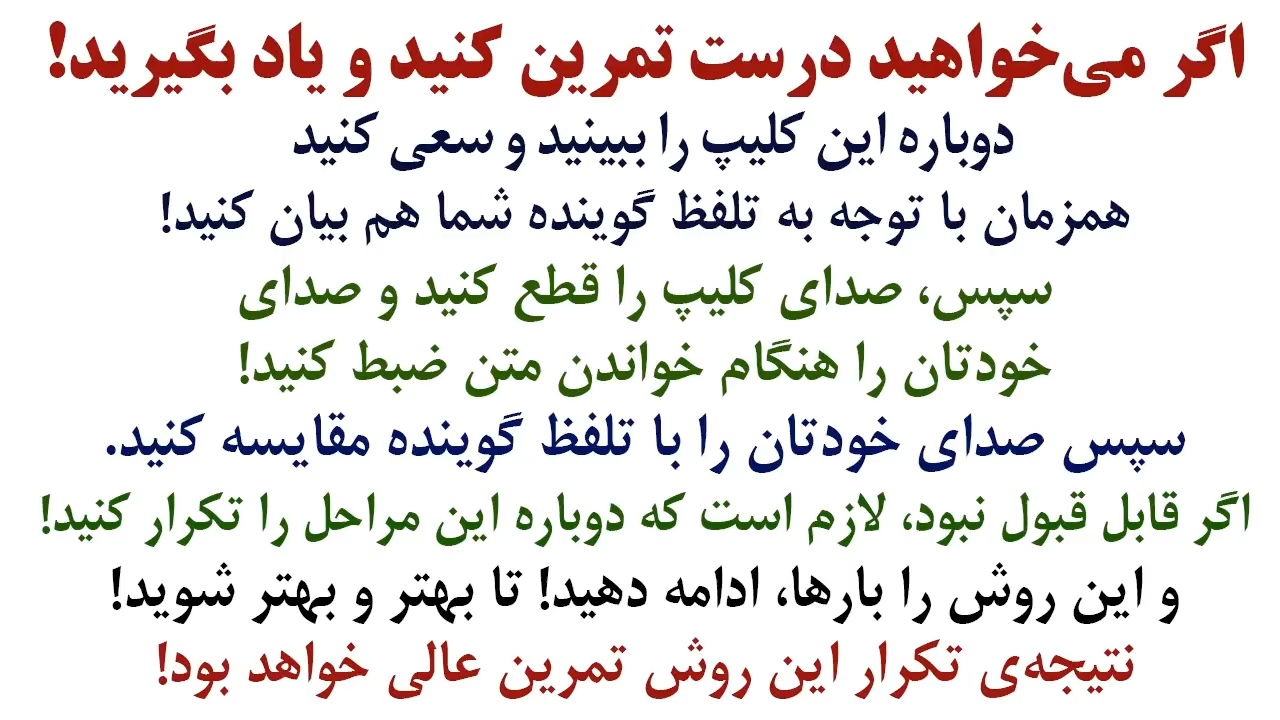 اگر می‌خواهید درست تمرین کنید و یاد بگیرید!
دوباره این کلیپ را ببینید و سعی کنید
همزمان با توجه به تلفظ گوینده شما هم بیان کنید!
سپس، صدای کلیپ را قطع کنید و صدای
خودتان را هنگام خواندن متن ضبط کنید!
سپس صدای خودتان را با تلفظ گوینده مقایسه کنید.
اگر قابل قبول نبود، لازم است که دوباره این مراحل را تکرار کنید!
و این روش را بارها، ادامه دهید! تا بهتر و بهتر شوید!
نتیجه‌ی تکرار این روش تمرین عالی خواهد بود!